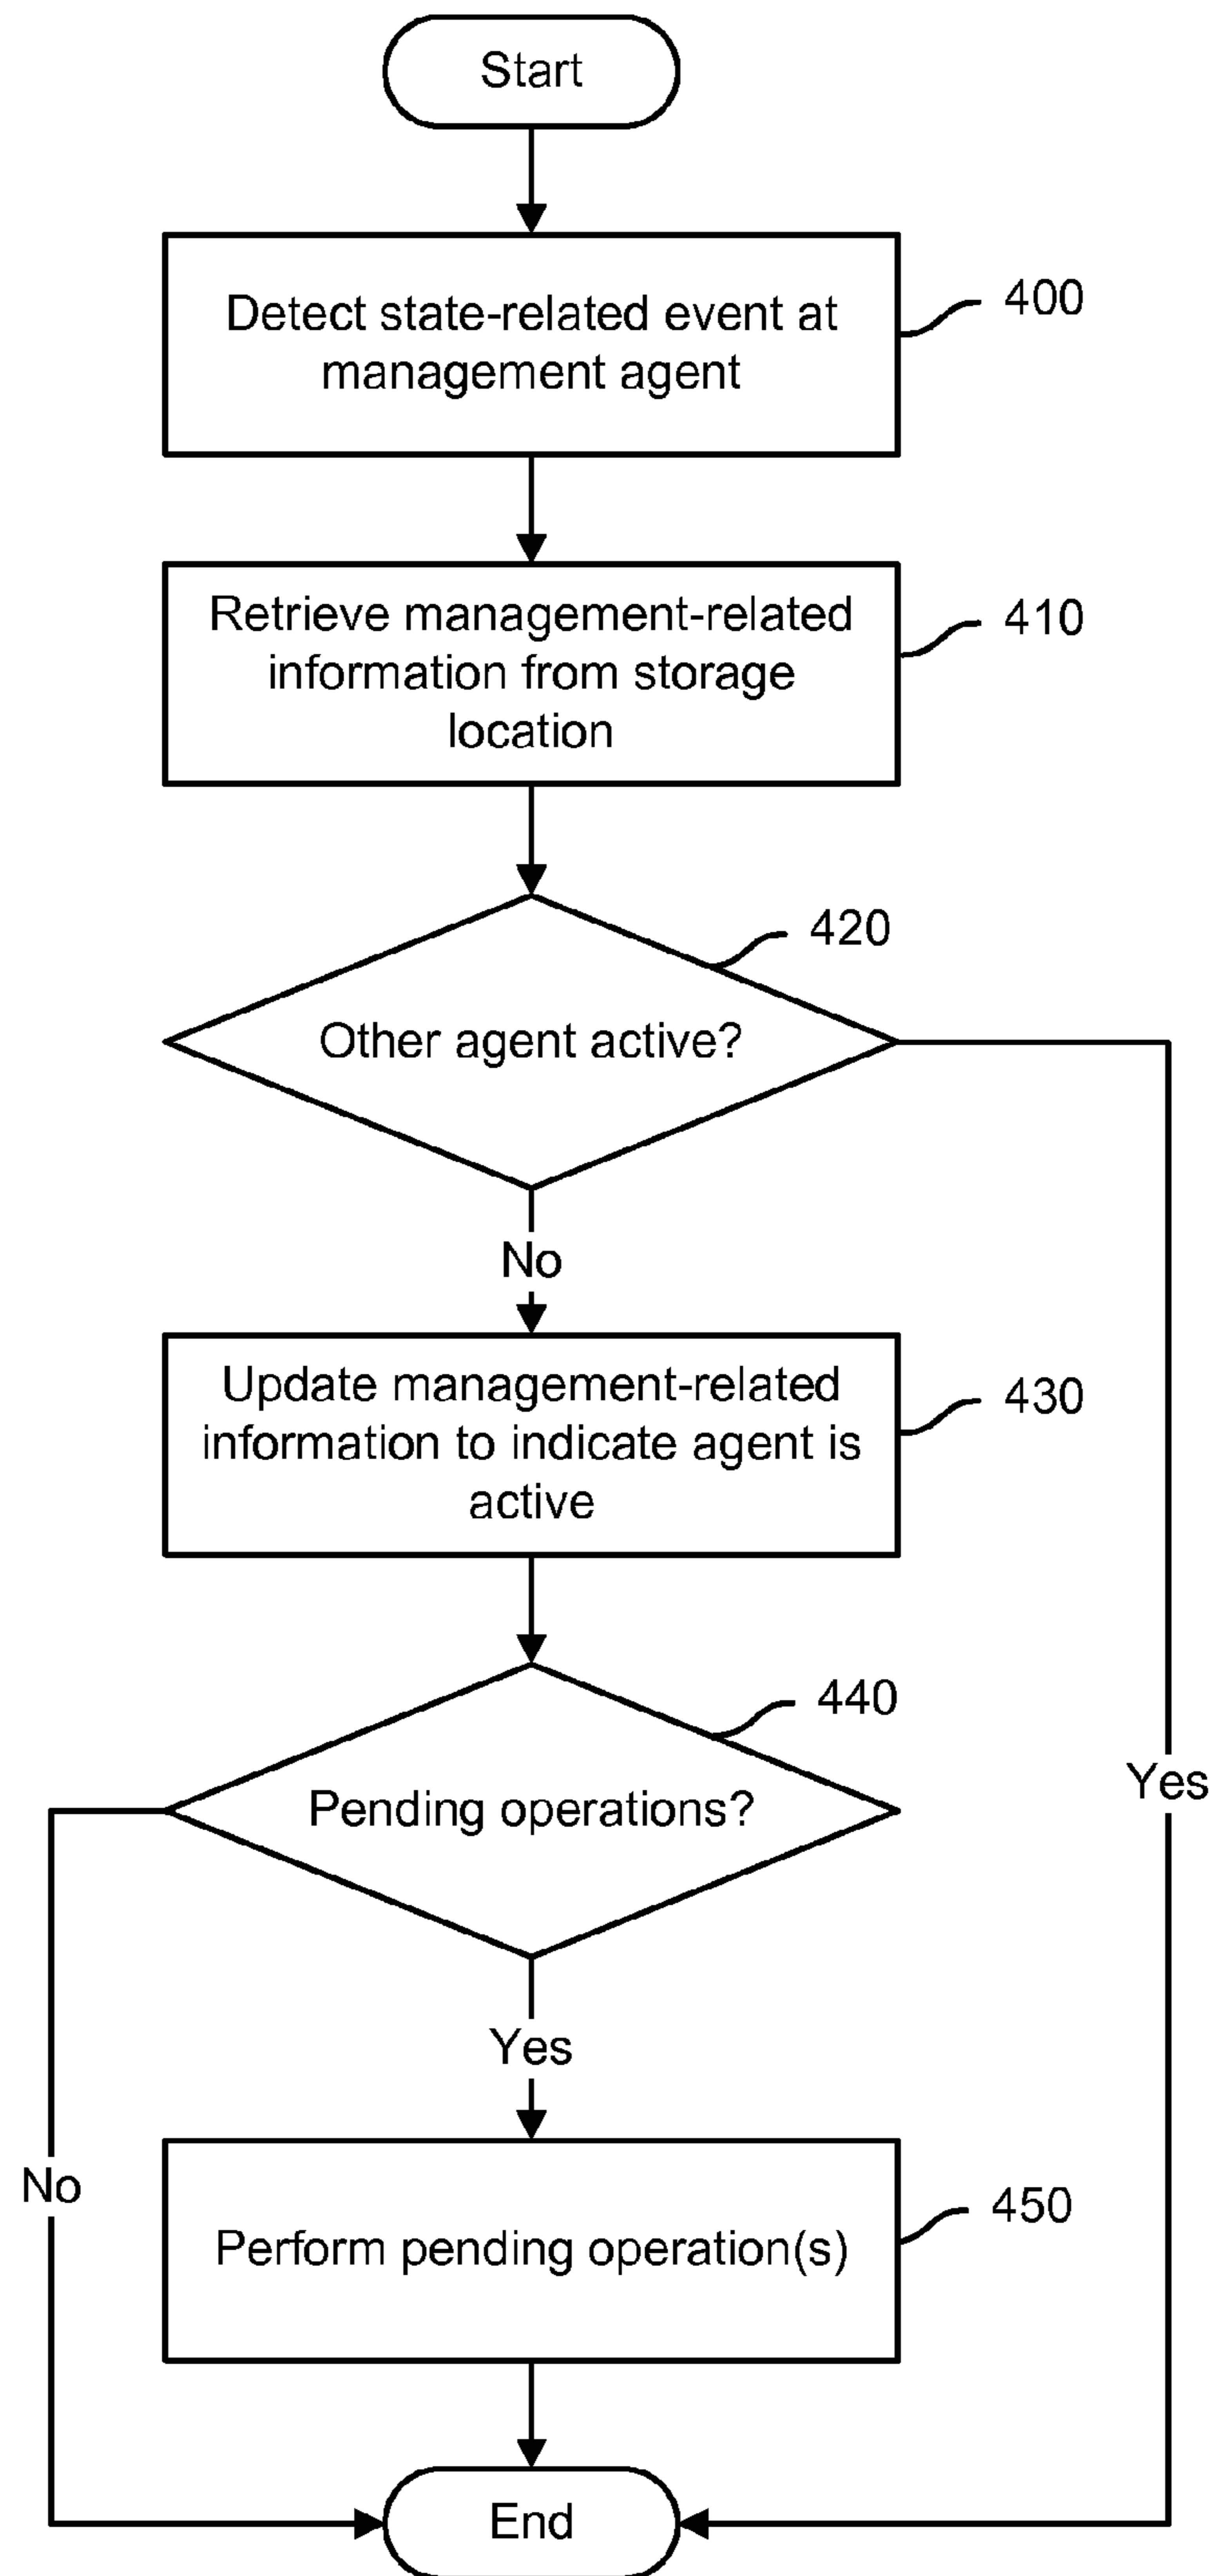 Start
Detect state-related event at
management agent
400
Retrieve management-related
information from storage
location
410
420
Other agent active?
No
Update management-related
information to indicate agent is
active
430
440
Pending operations?
Yes
Yes
No
Perform pending operation(s)
450
End